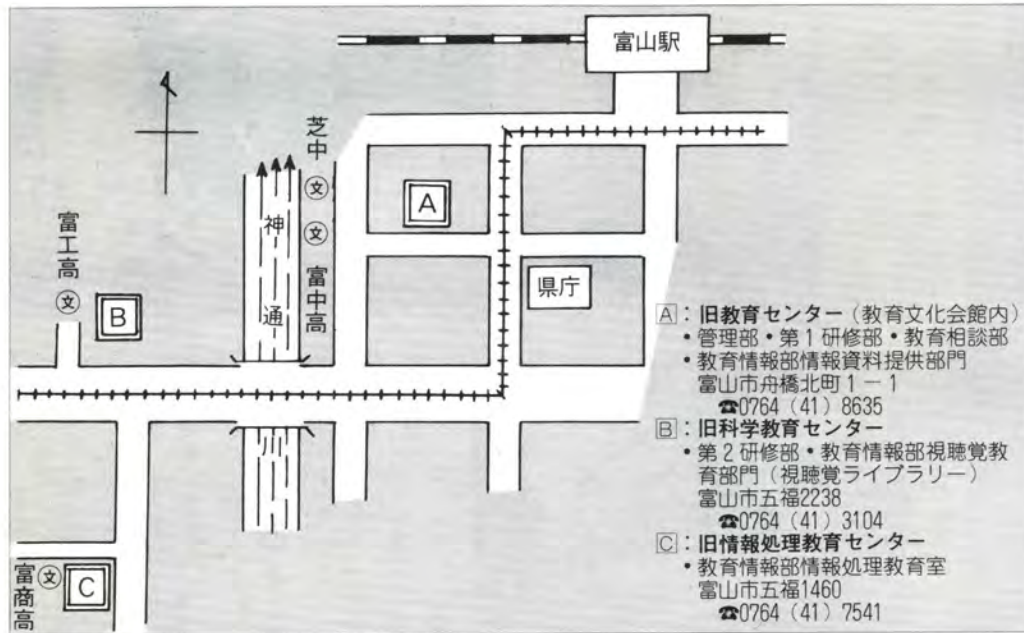 富山駅
芝中
文
文
富中高
神通川
富工高
文
A
B
県庁
富商高
文
C
A：旧教育センター（教育文化会館内）
・管理部・第1研修部・教育相談部
・教育情報部情報資料提供部門
富山市舟橋北町1－1
☎0764（41）8635
B：旧科学教育センター
・第2研修部・教育情報部視聴覚教
育部門（視聴覚ライブラリー）
富山市五福2238
☎0764（41）3104
C：旧情報処理教育センター
・教育情報部情報処理教育室
富山市五福1460
☎0764（41）7541